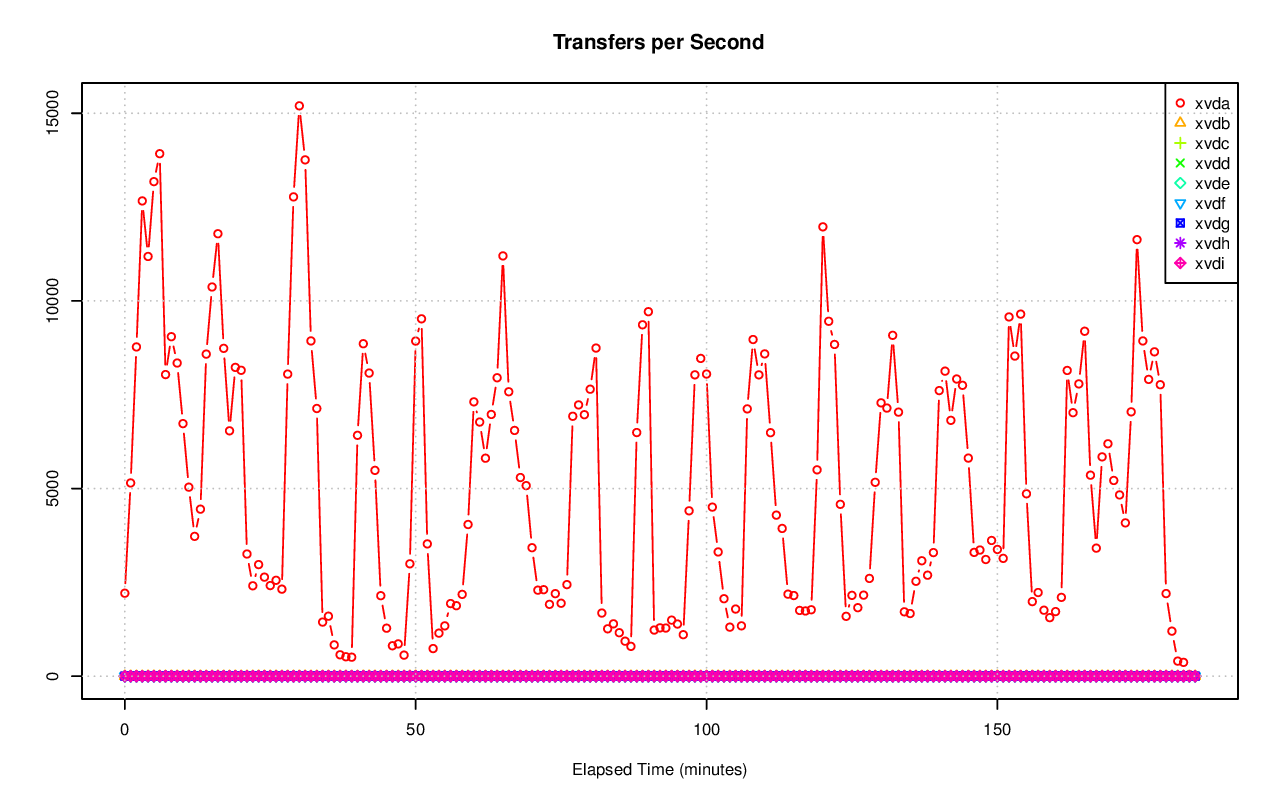 Transfers per Second
15000
10000
5000
0
xvda
xvdb
xvdc
xvdd
xvde
xvdf
xvdg
xvdh
xvdi
0 50 100 150
Elapsed Time (minutes)